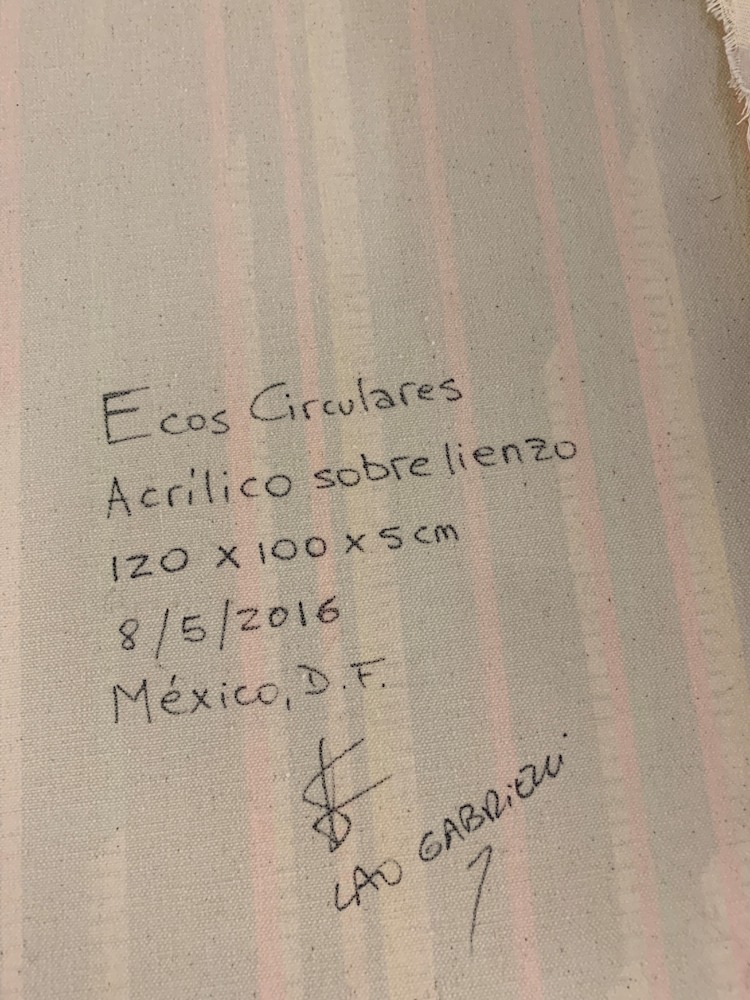 Ecos Circulares
Acrílico sobre lienzo
120 x 100 x 5 cm
8/5/2016
México, D.F.
LAO GABRIELLI